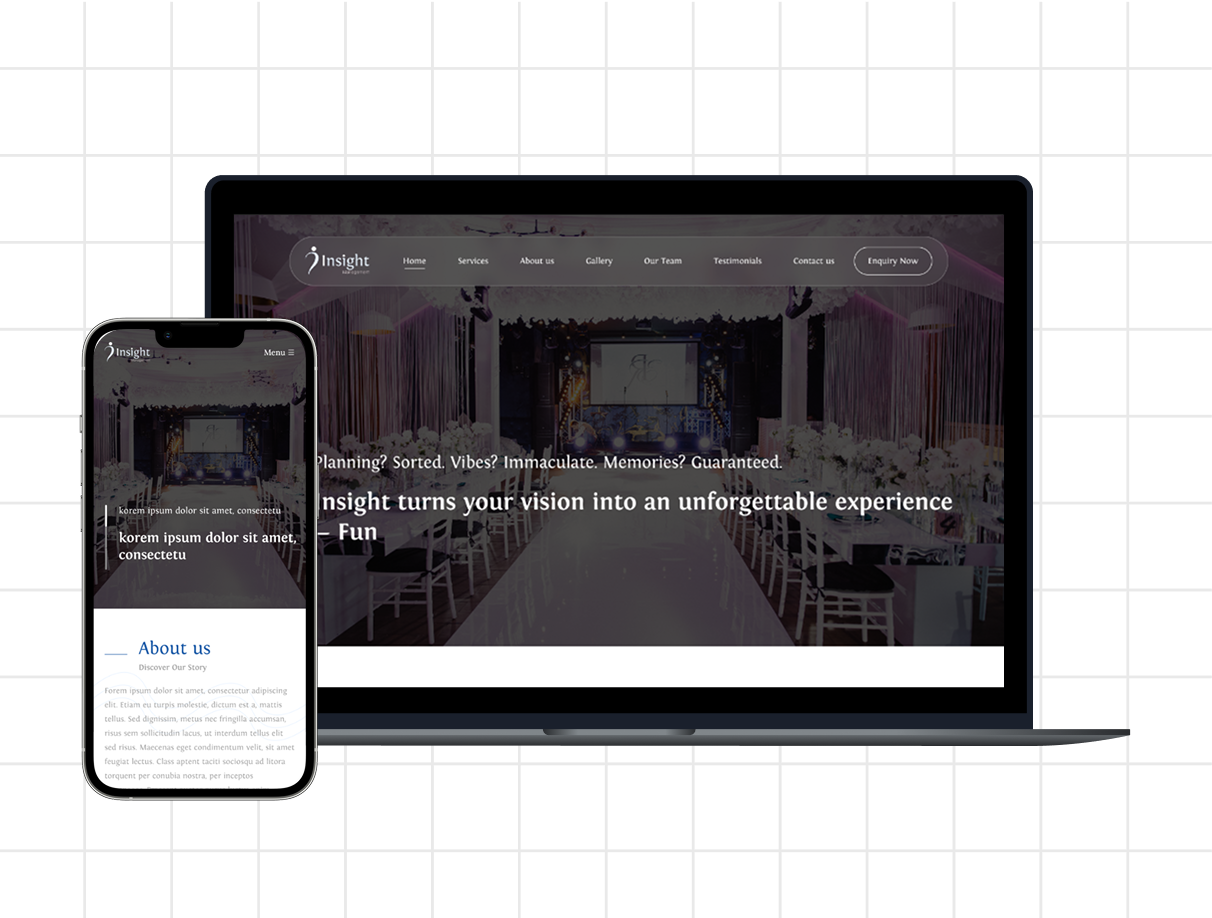 Insight
Home Services About us Gallery Our Team Testimonials Contact us Enquiry Now
Planning? Sorted. Vibes? Immaculate. Memories? Guaranteed.
Insight turns your vision into an unforgettable experience
– Fun
Insight
Menu
korem ipsum dolor sit amet, consectetu
korem ipsum dolor sit amet,
consectetu
About us
Discover Our Story
Forem ipsum dolor sit amet, consectetur adipiscing
elit. Etiam eu turpis molestie, dictum est a, mattis
tellus. Sed dignissim, metus nec fringilla accumsan,
risus sem sollicitudin lacus, ut interdum tellus elit
sed risus. Maecenas eget condimentum velit, sit amet
feugiat lectus. Class aptent taciti sociosqu ad litora
torquent per conubia nostra, per inceptos